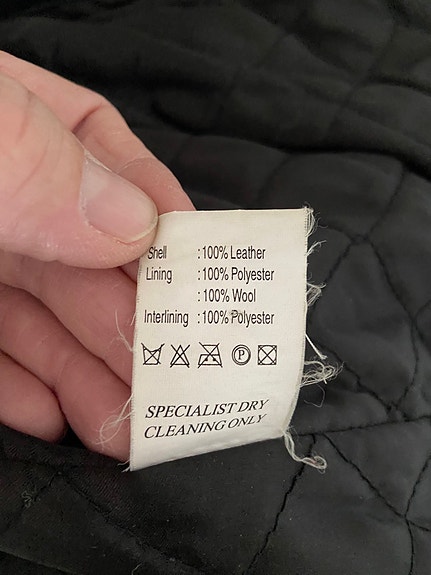 Shell :100% Leather
Lining :100% Polyester
:100% Wool
Interlining :100% Polyester
P
SPECIALIST DRY
CLEANING ONLY